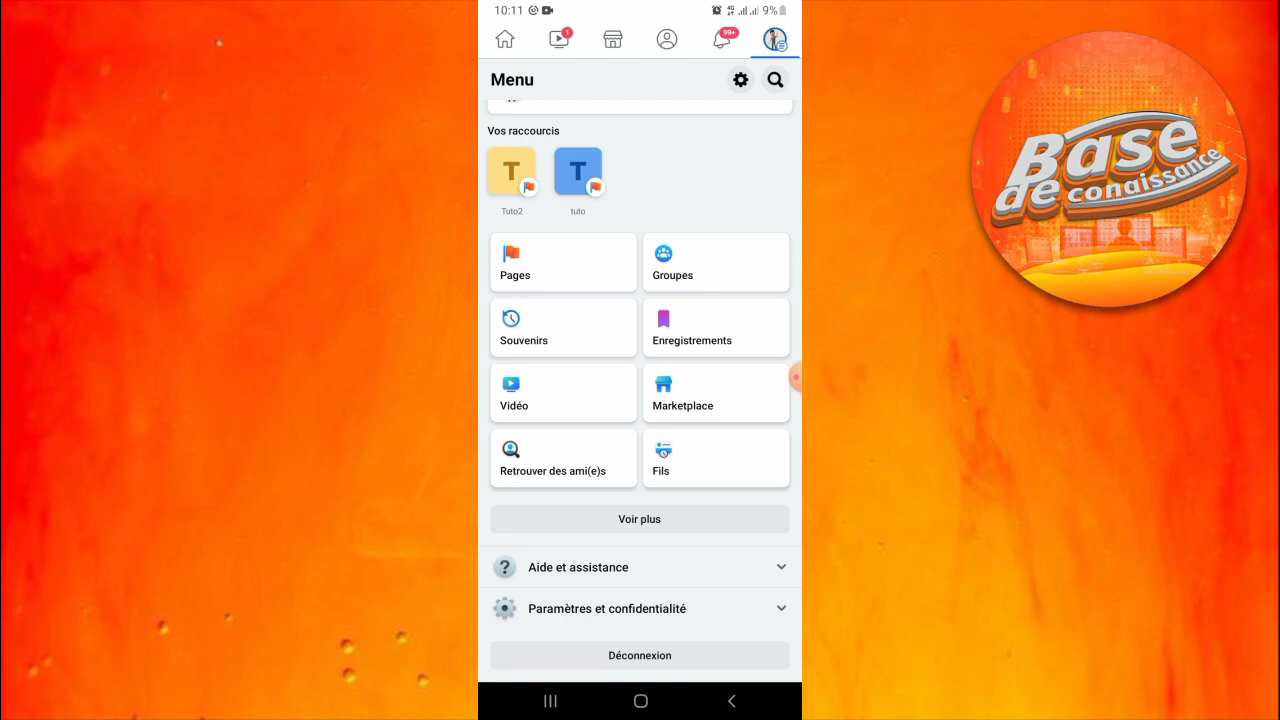 10:11
9%
1
99+
Menu
Vos raccourcis
T
T
Tuto2
tuto
Pages
Groupes
Souvenirs
Enregistrements
Vidéo
Marketplace
Retrouver des ami(e)s
Fils
Voir plus
Aide et assistance
Paramètres et confidentialité
Déconnexion
Base
de conaissance